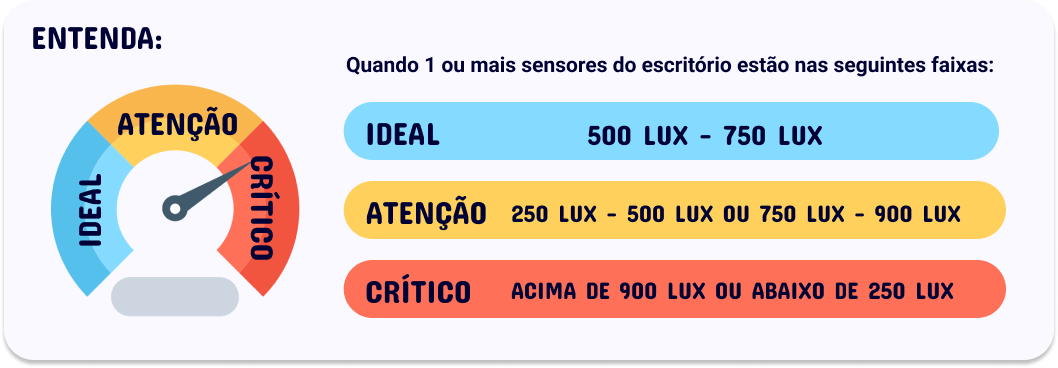 ENTENDA:
Quando 1 ou mais sensores do escritório estão nas seguintes faixas:
ATENÇÃO
IDEAL
CRÍTICO
IDEAL 500 LUX - 750 LUX
ATENÇÃO 250 LUX - 500 LUX OU 750 LUX - 900 LUX
CRÍTICO ACIMA DE 900 LUX OU ABAIXO DE 250 LUX